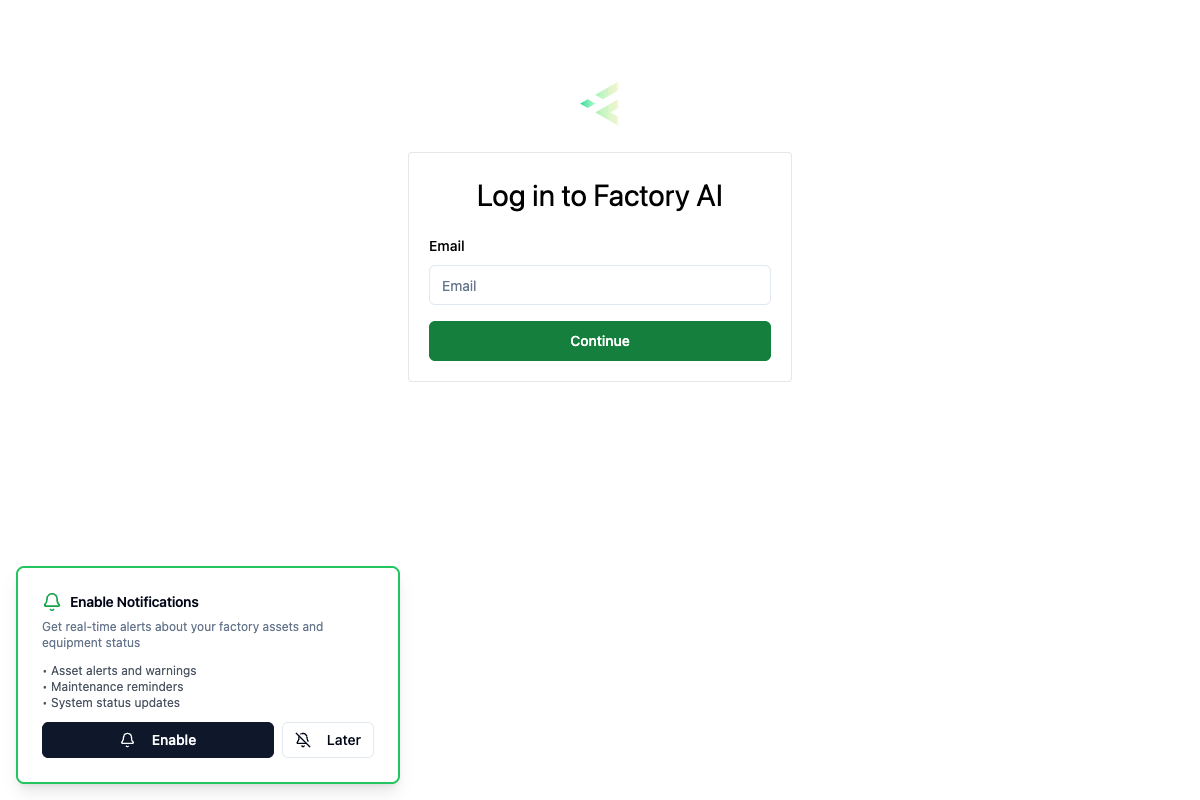 Log in to Factory AI
Email
Email
Continue
Enable Notifications
Get real-time alerts about your factory assets and
equipment status
• Asset alerts and warnings
• Maintenance reminders
• System status updates
Enable
Later